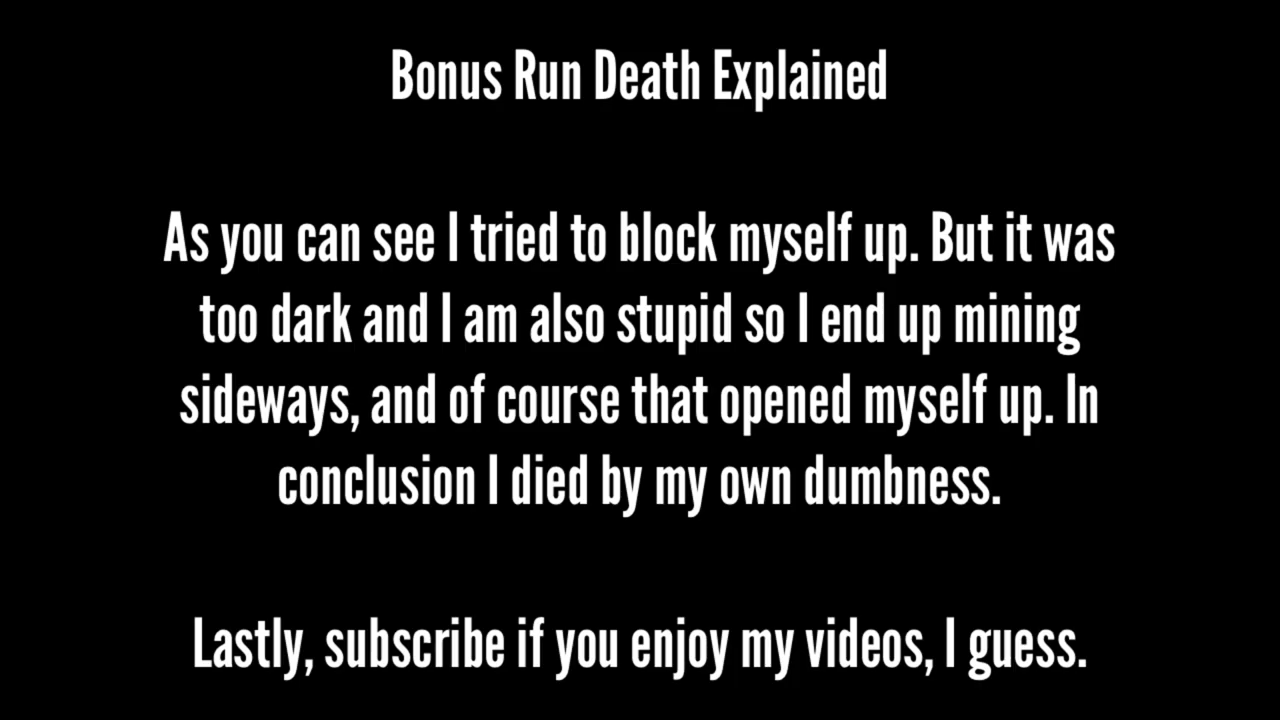 Bonus Run Death Explained
As you can see I tried to block myself up. But it was
too dark and I am also stupid so I end up mining
sideways, and of course that opened myself up. In
conclusion I died by my own dumbness.
Lastly, subscribe if you enjoy my videos, I guess.